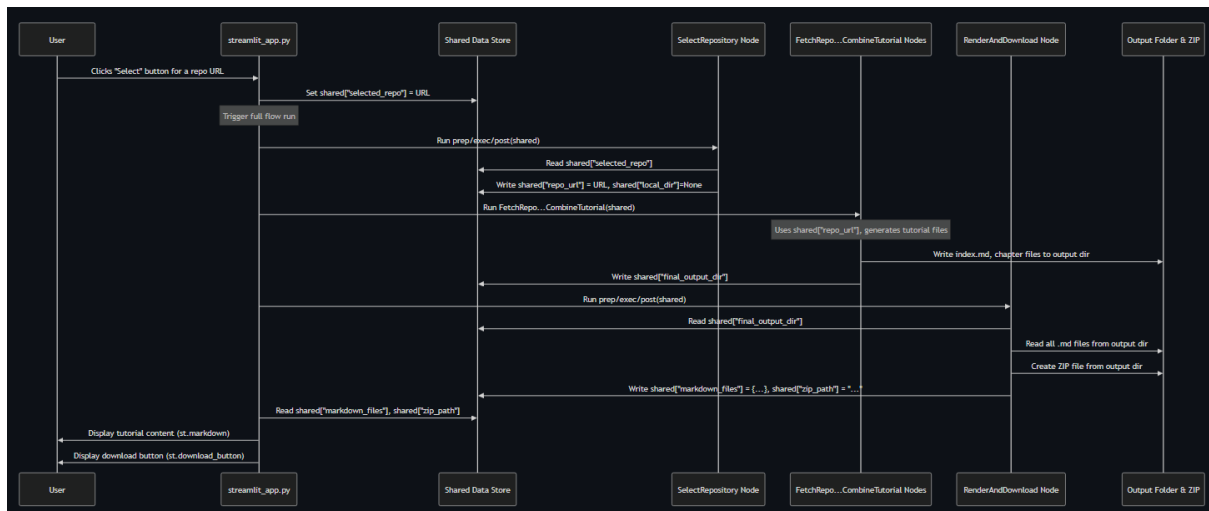 User
streamlit_app.py
Shared Data Store
SelectRepository Node
FetchRepo...CombineTutorial Nodes
RenderAndDownload Node
Output Folder & ZIP
Clicks "Select" button for a repo URL
Set shared["selected_repo"] = URL
Trigger full flow run
Run prep/exec/post(shared)
Read shared["selected_repo"]
Write shared["repo_url"] = URL, shared["local_dir"]=None
Run FetchRepo...CombineTutorial(shared)
Uses shared["repo_url"], generates tutorial files
Write index.md, chapter files to output dir
Write shared["final_output_dir"]
Run prep/exec/post(shared)
Read shared["final_output_dir"]
Read all .md files from output dir
Create ZIP file from output dir
Write shared["markdown_files"] = {...}, shared["zip_path"] = "..."
Read shared["markdown_files"], shared["zip_path"]
Display tutorial content (st.markdown)
Display download button (st.download_button)
User
streamlit_app.py
Shared Data Store
SelectRepository Node
FetchRepo...CombineTutorial Nodes
RenderAndDownload Node
Output Folder & ZIP